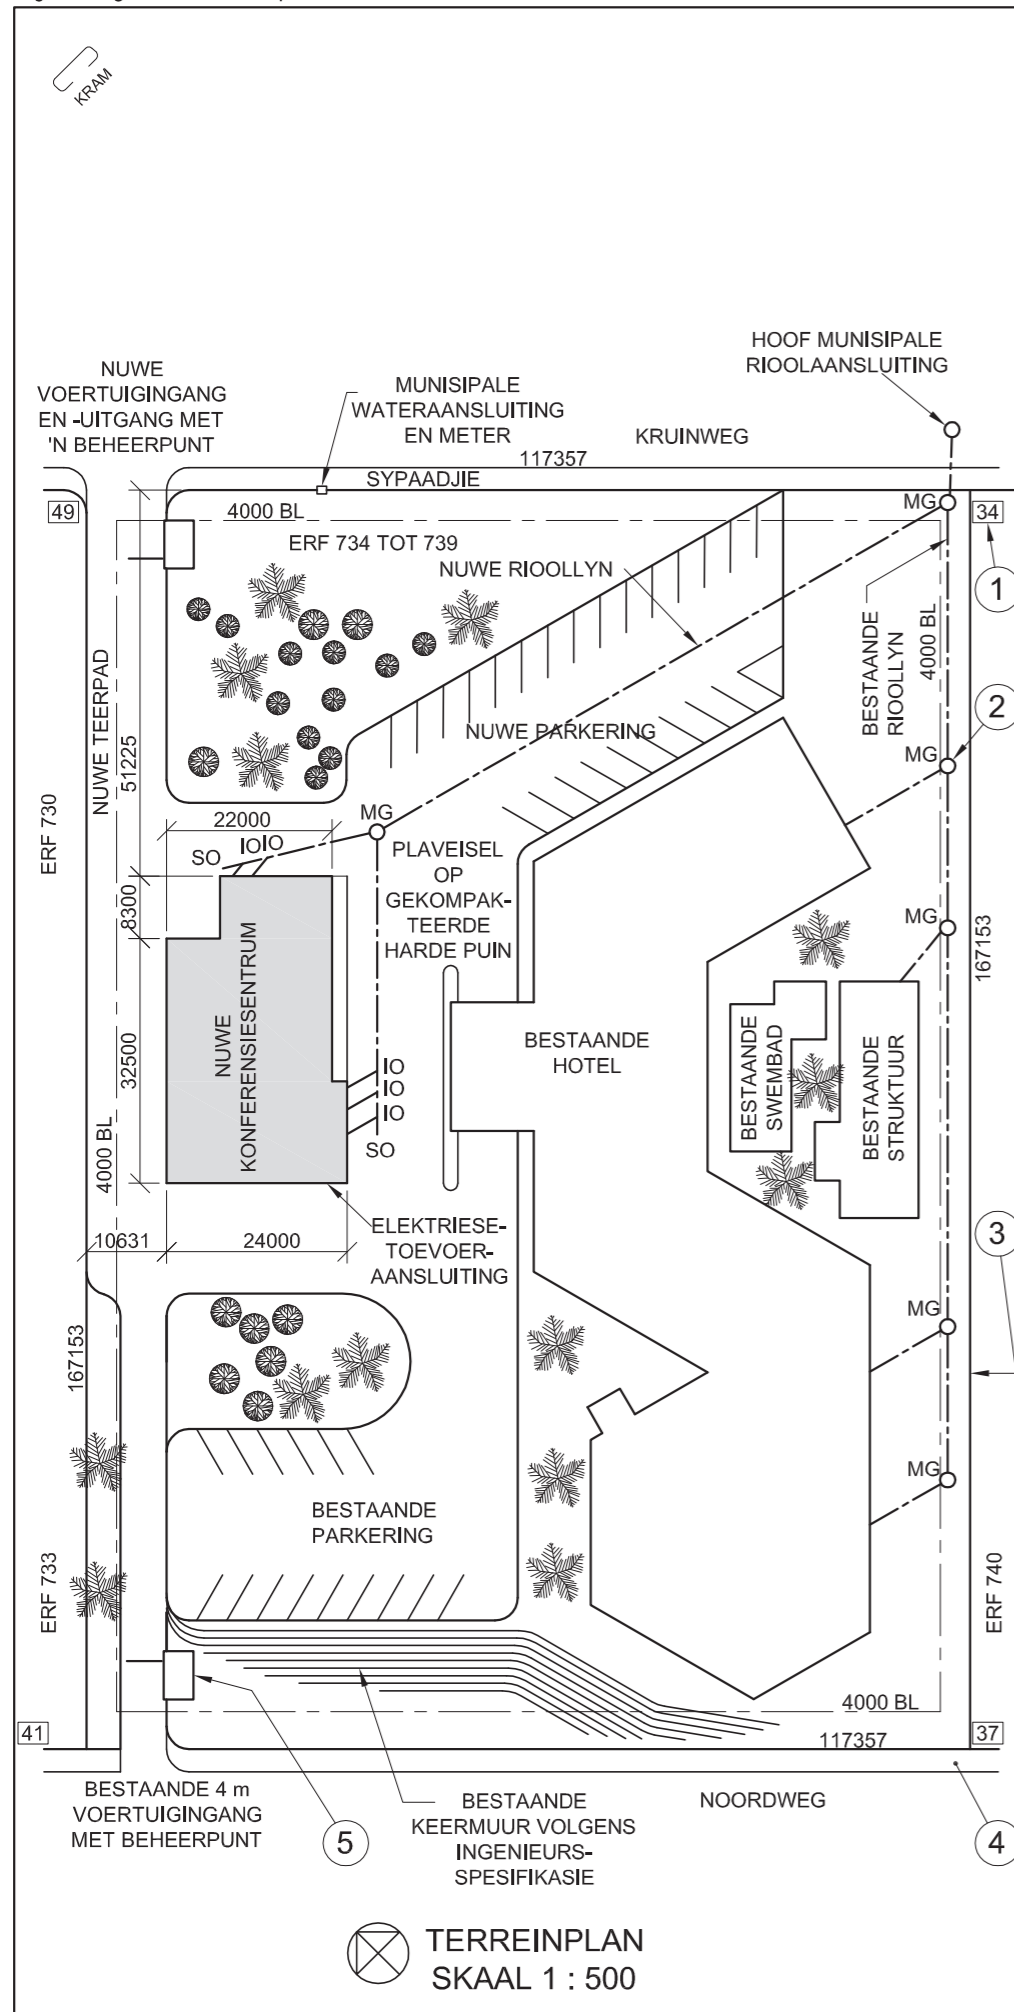 KRAM
HOOF MUNISIPALE
RIOOLAANSLUITING
NUWE
VOERTUIGINGANG
EN -UITGANG MET
'N BEHEERPUNT
MUNISIPALE
WATERAANSLUITING
EN METER
KRUINWEG
117357
SYPAADJIE
49
4000 BL
MG
34
ERF 734 TOT 739
NUWE RIOOLLYN
1
BESTAANDE
RIOOLLYN
4000 BL
NUWE TEERPAD
51225
2
NUWE PARKERING
MG
ERF 730
22000
MG
SO
IO
IO
PLAVEISEL
OP
GEKOMPAK-
TEERDE
HARDE PUIN
8300
MG
167153
NUWE
KONFERENSIESENTRUM
32500
BESTAANDE
HOTEL
BESTAANDE
SWEMBAD
BESTAANDE
STRUKTUUR
IO
IO
IO
SO
4000 BL
10631
24000
ELEKTRIESE-
TOEVOER-
AANSLUITING
3
167153
MG
MG
BESTAANDE
PARKERING
ERF 733
ERF 740
4000 BL
41
117357
37
BESTAANDE 4 m
VOERTUIGINGANG
MET BEHEERPUNT
5
BESTAANDE
KEERMUUR VOLGENS
INGENIEURS-
SPESIFIKASIE
NOORDWEG
4
TERREINPLAN
SKAAL 1 : 500